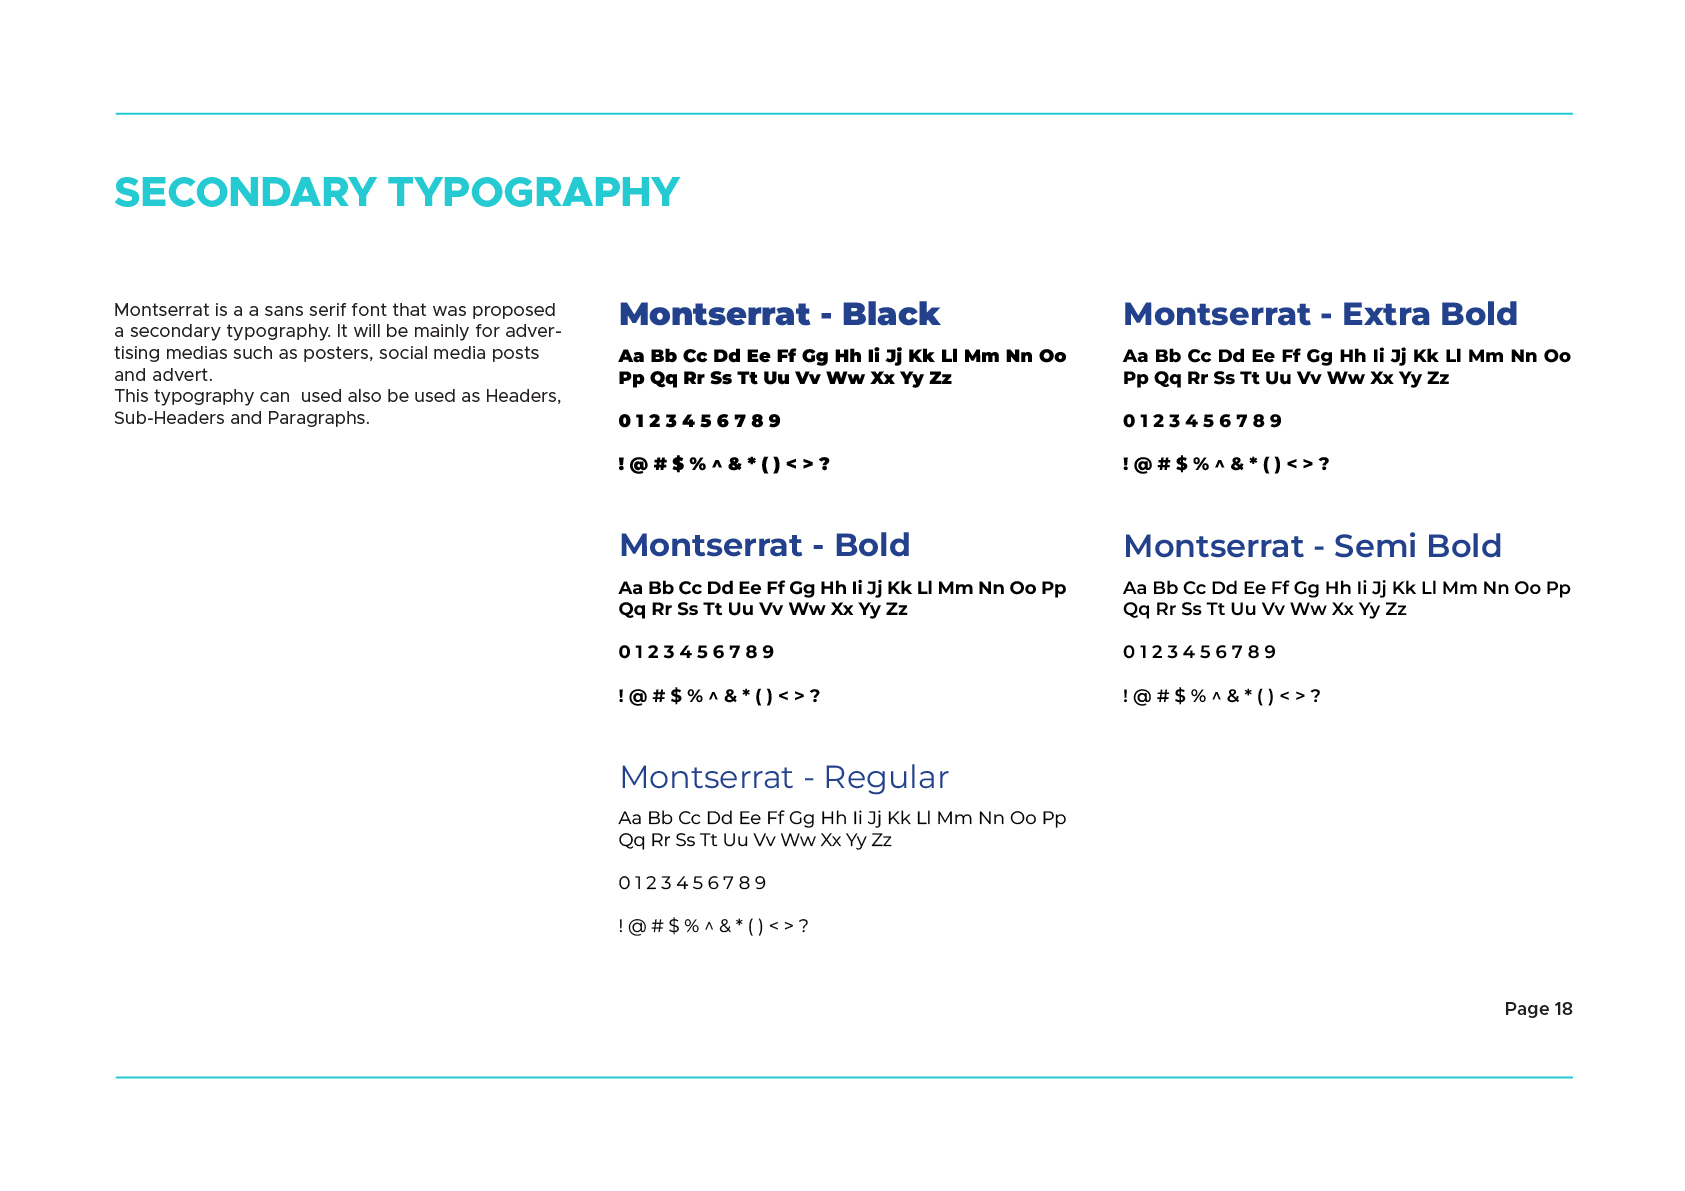 SECONDARY TYPOGRAPHY
Montserrat is a a sans serif font that was proposed
a secondary typography. It will be mainly for adver-
tising medias such as posters, social media posts
and advert.
This typography can  used also be used as Headers,
Sub-Headers and Paragraphs.
Montserrat - Black
Aa Bb Cc Dd Ee Ff Gg Hh Ii Jj Kk Ll Mm Nn Oo
Pp Qq Rr Ss Tt Uu Vv Ww Xx Yy Zz
0 1 2 3 4 5 6 7 8 9
! @ # $ % ^ & * ( ) < > ?
Montserrat - Extra Bold
Aa Bb Cc Dd Ee Ff Gg Hh Ii Jj Kk Ll Mm Nn Oo
Pp Qq Rr Ss Tt Uu Vv Ww Xx Yy Zz
0 1 2 3 4 5 6 7 8 9
! @ # $ % ^ & * ( ) < > ?
Montserrat - Bold
Aa Bb Cc Dd Ee Ff Gg Hh Ii Jj Kk Ll Mm Nn Oo Pp
Qq Rr Ss Tt Uu Vv Ww Xx Yy Zz
0 1 2 3 4 5 6 7 8 9
! @ # $ % ^ & * ( ) < > ?
Montserrat - Semi Bold
Aa Bb Cc Dd Ee Ff Gg Hh Ii Jj Kk Ll Mm Nn Oo Pp
Qq Rr Ss Tt Uu Vv Ww Xx Yy Zz
0 1 2 3 4 5 6 7 8 9
! @ # $ % ^ & * ( ) < > ?
Montserrat - Regular
Aa Bb Cc Dd Ee Ff Gg Hh Ii Jj Kk Ll Mm Nn Oo Pp
Qq Rr Ss Tt Uu Vv Ww Xx Yy Zz
0 1 2 3 4 5 6 7 8 9
! @ # $ % ^ & * ( ) < > ?
Page 18